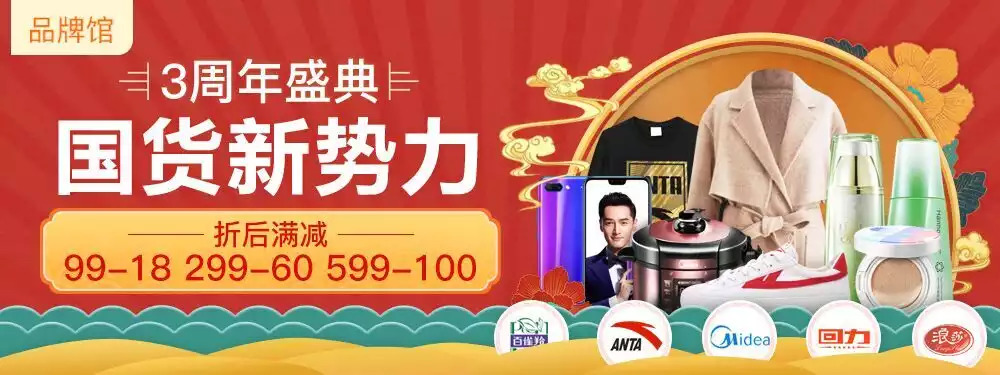 品牌馆
3周年盛典
国货新势力
折后满减
99-18 299-60 599-100
ANTA
百雀羚
ANTA
Midea
回力
浪莎